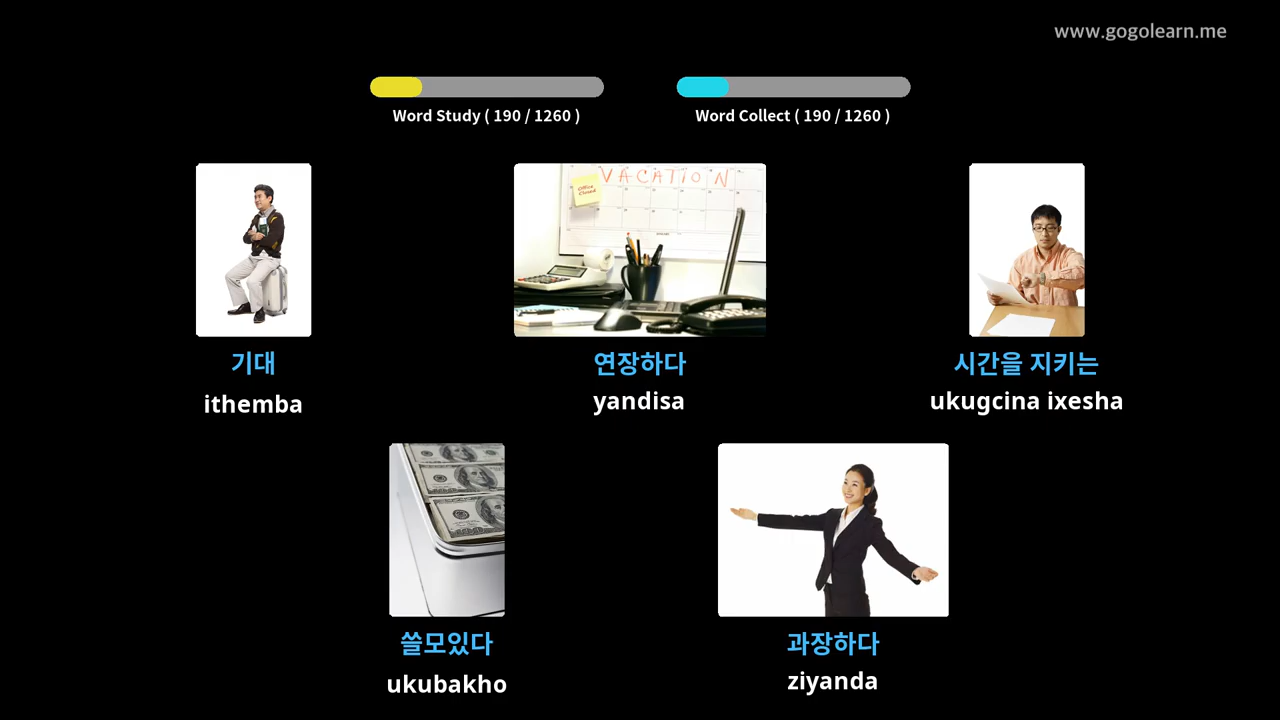 www.gogolearn.me
Word Study ( 190 / 1260 )
Word Collect ( 190 / 1260 )
VACATION
Office
Closed
기대
ithemba
연장하다
yandisa
시간을 지키는
ukugcina ixesha
쓸모있다
ukubakho
과장하다
ziyanda